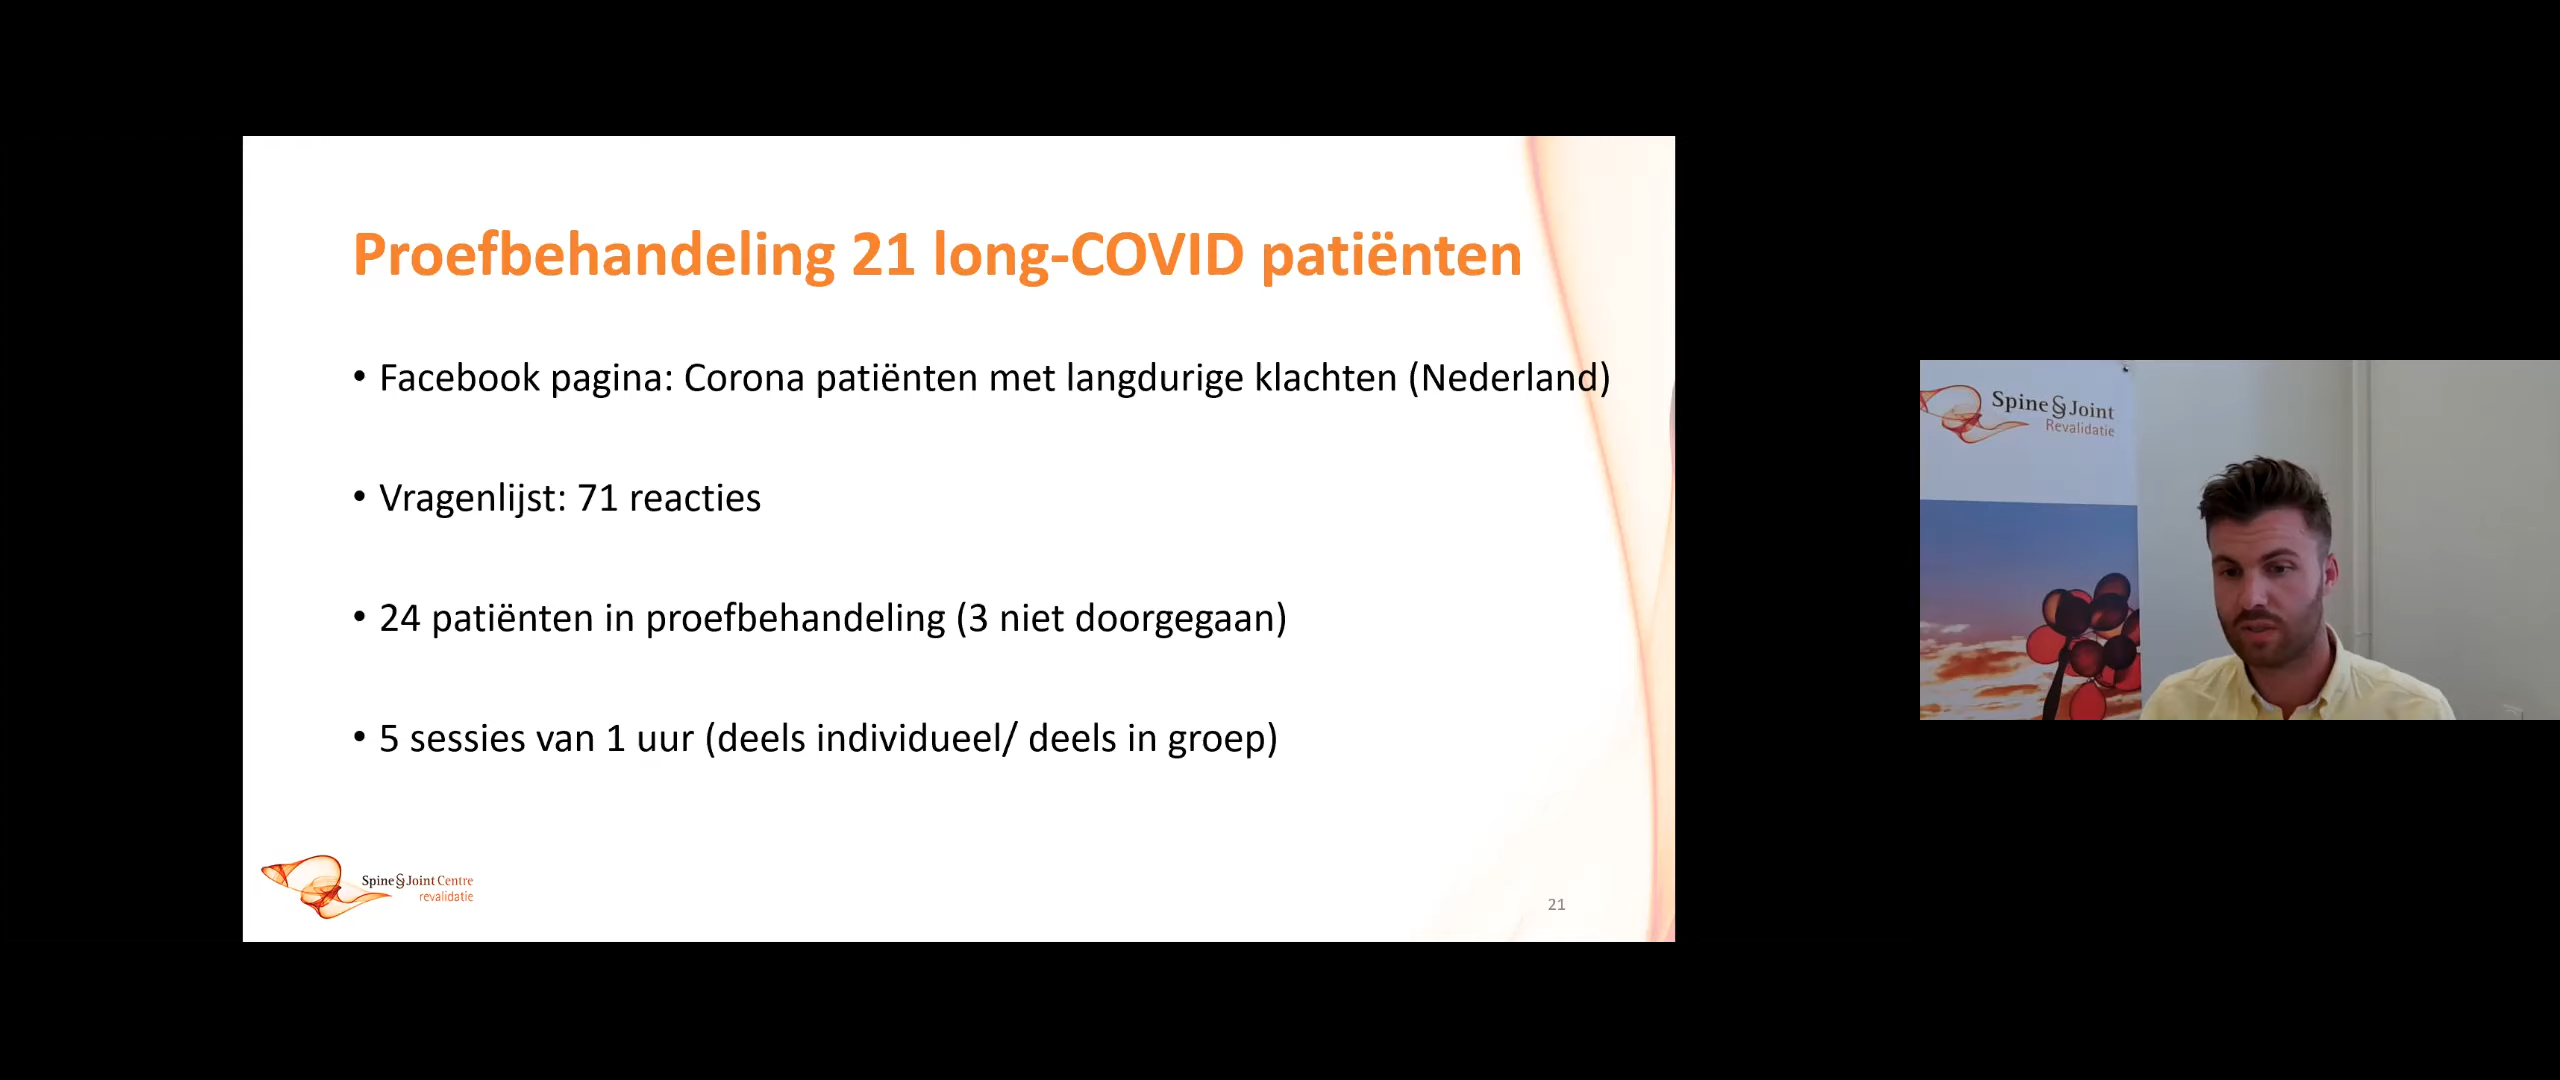 Proefbehandeling 21 long-COVID patiënten
• Facebook pagina: Corona patiënten met langdurige klachten (Nederland)
• Vragenlijst: 71 reacties
• 24 patiënten in proefbehandeling (3 niet doorgegaan)
• 5 sessies van 1 uur (deels individueel/ deels in groep)
Spine & Joint Centre
revalidatie
21
Spine & Joint
Revalidatie